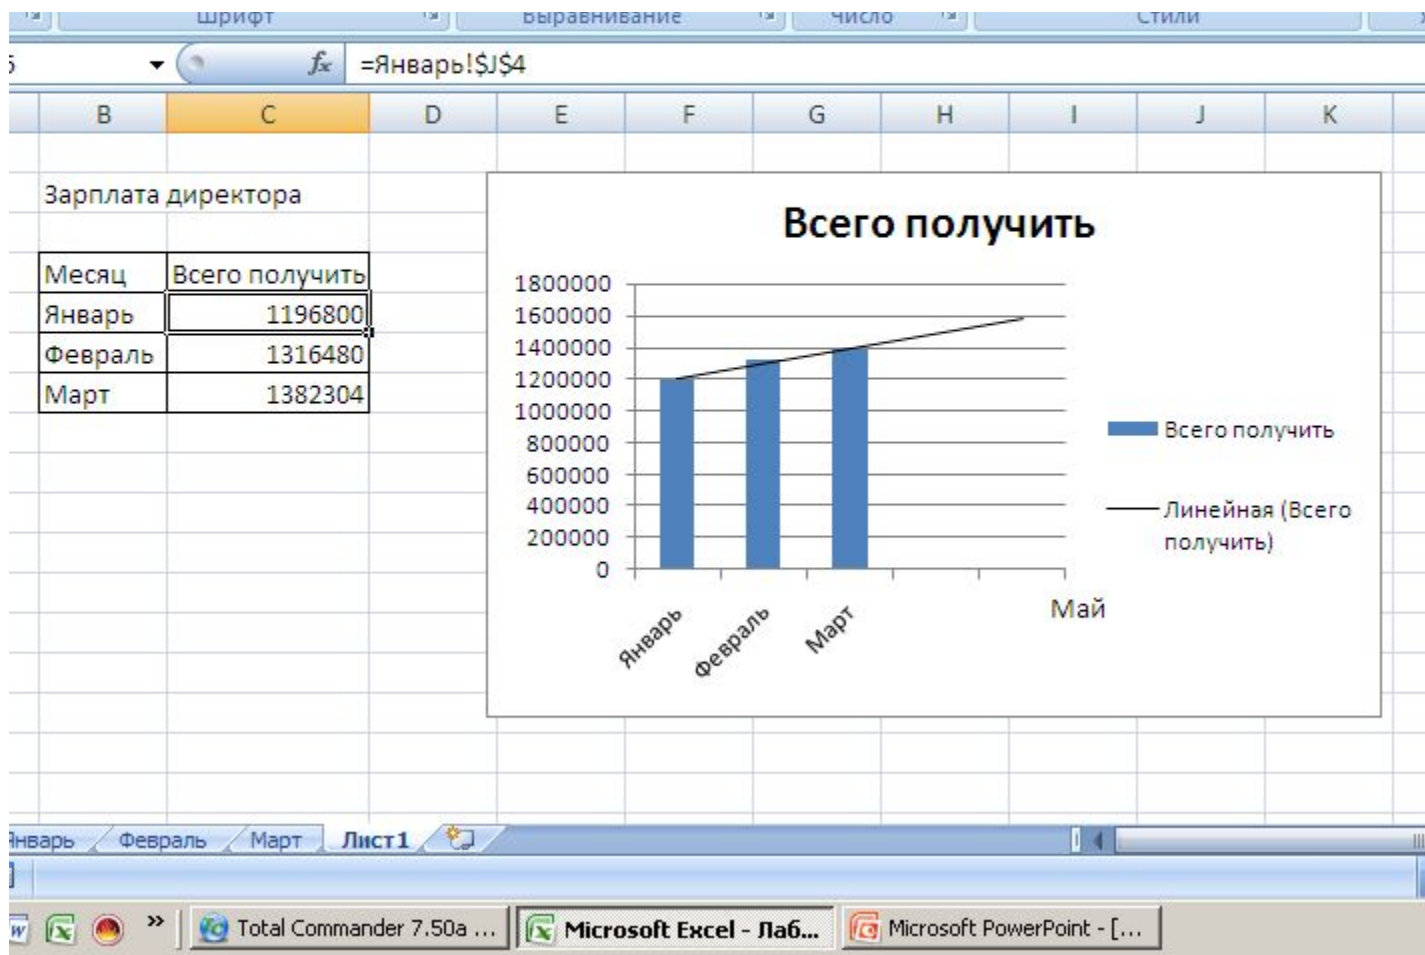 Шрифт Выравнивание Число Стили
fx =Январь!$J$4
B C D E F G H I J K
Зарплата директора
Месяц Всего получить
Январь 1196800
Февраль 1316480
Март 1382304
Всего получить
1800000
1600000
1400000
1200000
1000000
800000
600000
400000
200000
0
Январь Февраль Март Май
Всего получить
Линейная (Всего
получить)
Январь Февраль Март Лист1
» Total Commander 7.50a ... Microsoft Excel - Лаб... Microsoft PowerPoint - [...